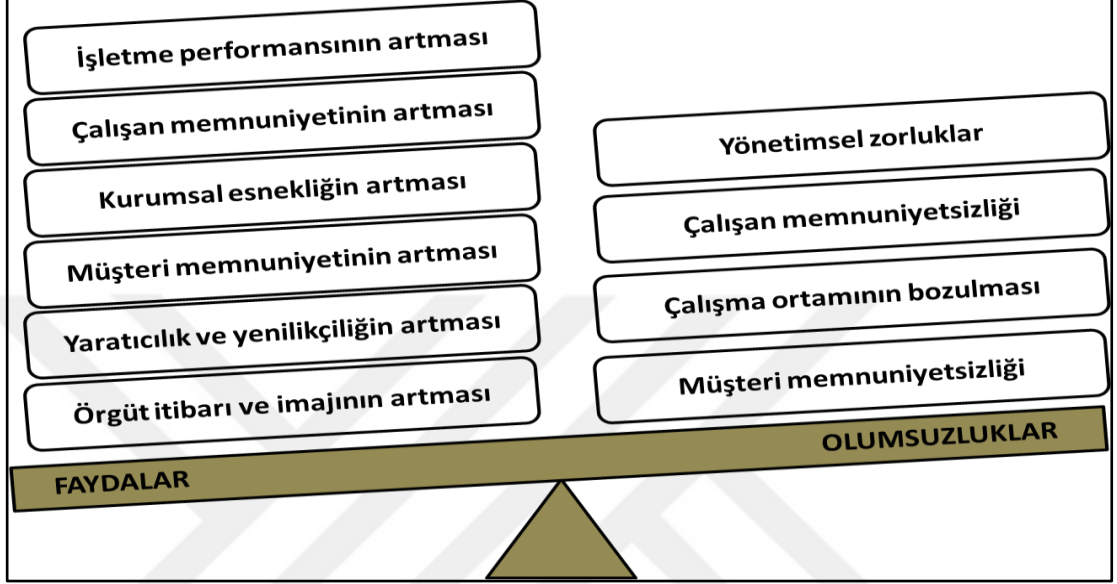 İşletme performansının artması
Çalışan memnuniyetinin artması
Kurumsal esnekliğin artması
Müşteri memnuniyetinin artması
Yaratıcılık ve yenilikçiliğin artması
Örgüt itibarı ve imajının artması
FAYDALAR
Yönetimsel zorluklar
Çalışan memnuniyetsizliği
Çalışma ortamının bozulması
Müşteri memnuniyetsizliği
OLUMSUZLUKLAR